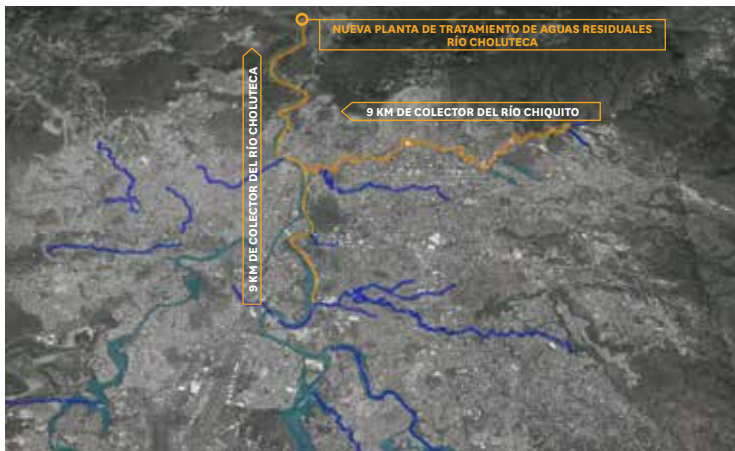 NUEVA PLANTA DE TRATAMIENTO DE AGUAS RESIDUALES
RÍO CHOLUTECA
9 KM DE COLECTOR DEL RÍO CHIQUITO
9 KM DE COLECTOR DEL RÍO CHOLUTECA